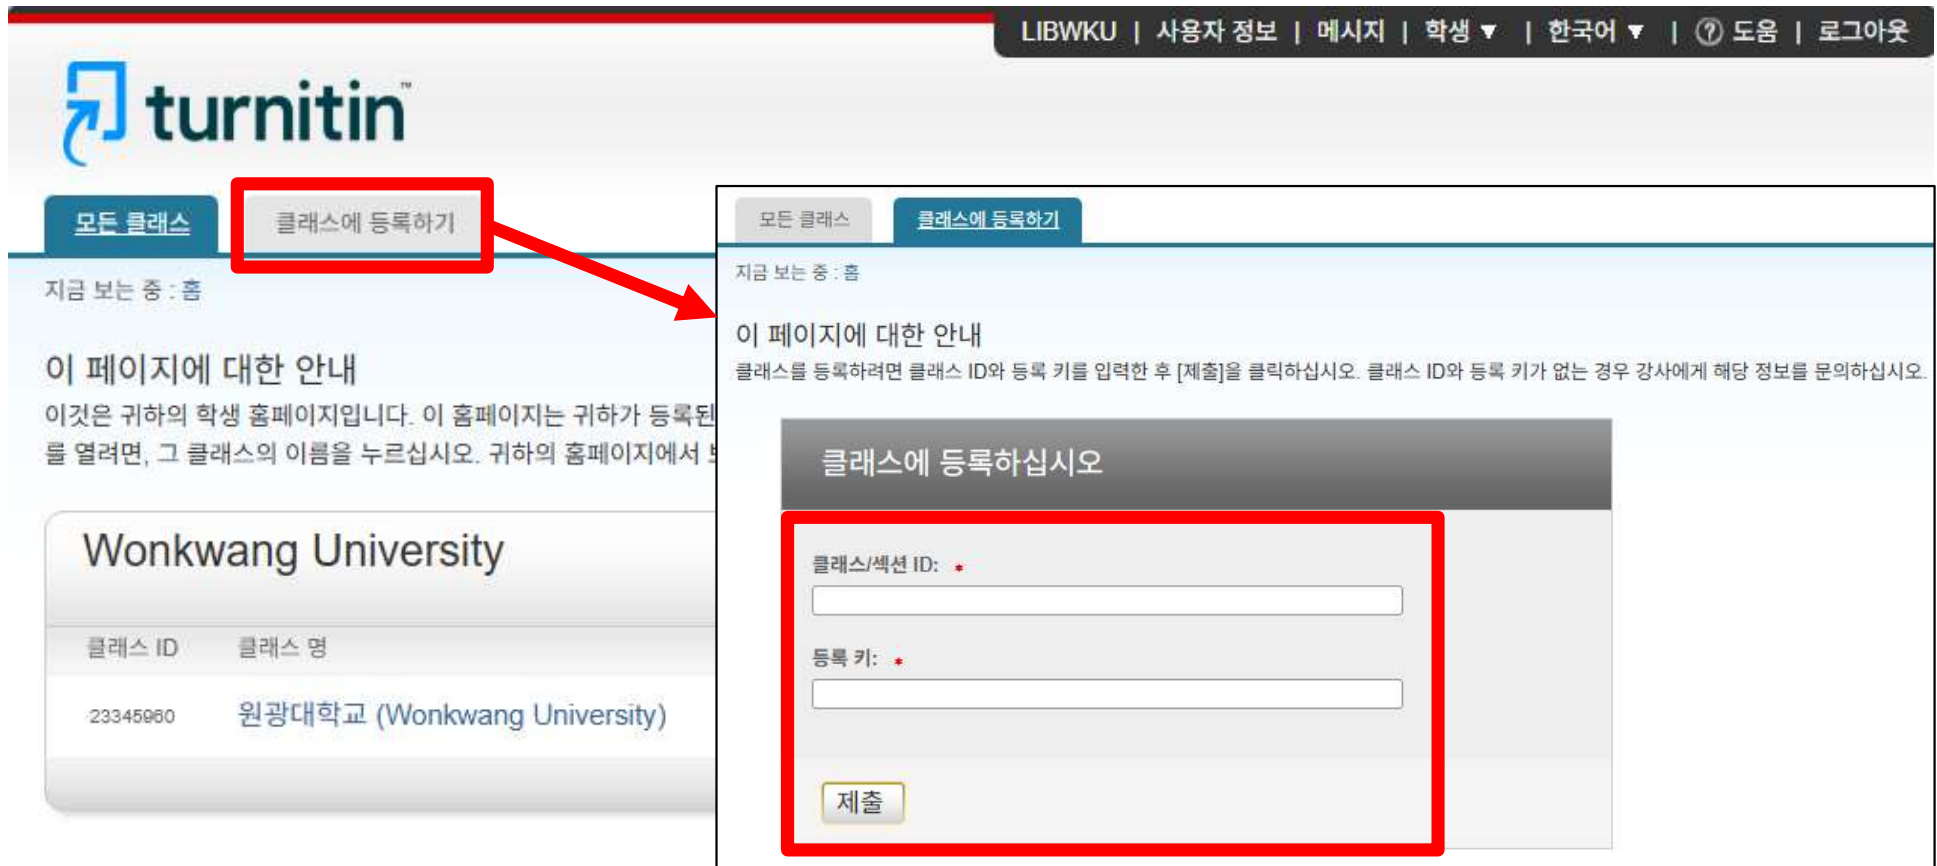 LIBWKU | 사용자 정보 | 메시지 | 학생 ▼ | 한국어 ▼ | ? 도움 | 로그아웃
turnitin™
모든 클래스
클래스에 등록하기
지금 보는 중 : 홈
이 페이지에 대한 안내
이것은 귀하의 학생 홈페이지입니다. 이 홈페이지는 귀하가 등록된
를 열려면, 그 클래스의 이름을 누르십시오. 귀하의 홈페이지에서
Wonkwang University
클래스 ID 클래스 명
23345960 원광대학교 (Wonkwang University)
모든 클래스
클래스에 등록하기
지금 보는 중 : 홈
이 페이지에 대한 안내
클래스를 등록하려면 클래스 ID와 등록 키를 입력한 후 [제출]을 클릭하십시오. 클래스 ID와 등록 키가 없는 경우 강사에게 해당 정보를 문의하십시오.
클래스에 등록하십시오
클래스/섹션 ID: *
등록 키: *
제출